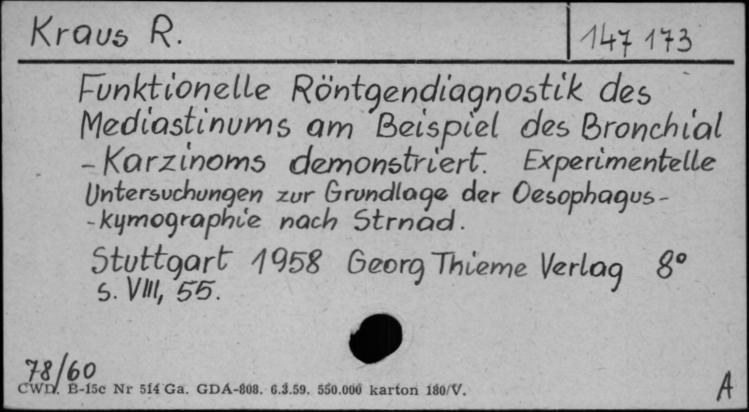 Kraus R.
147 173
Funktionelle Röntgendiagnostik des
Mediastinums am Beispiel des Bronchial
-Karzinoms demonstriert. Experimentelle
Untersuchungen zur Grundlage der Oesophagus-
-kymographie nach Strnad.
Stuttgart 1958 Georg Thieme Verlag 8°
s. VIII, 55.
78/60
CWD. B-15c Nr 514 Ga. GDA-808. 6.3.59. 550.000 karton 180/V.
A